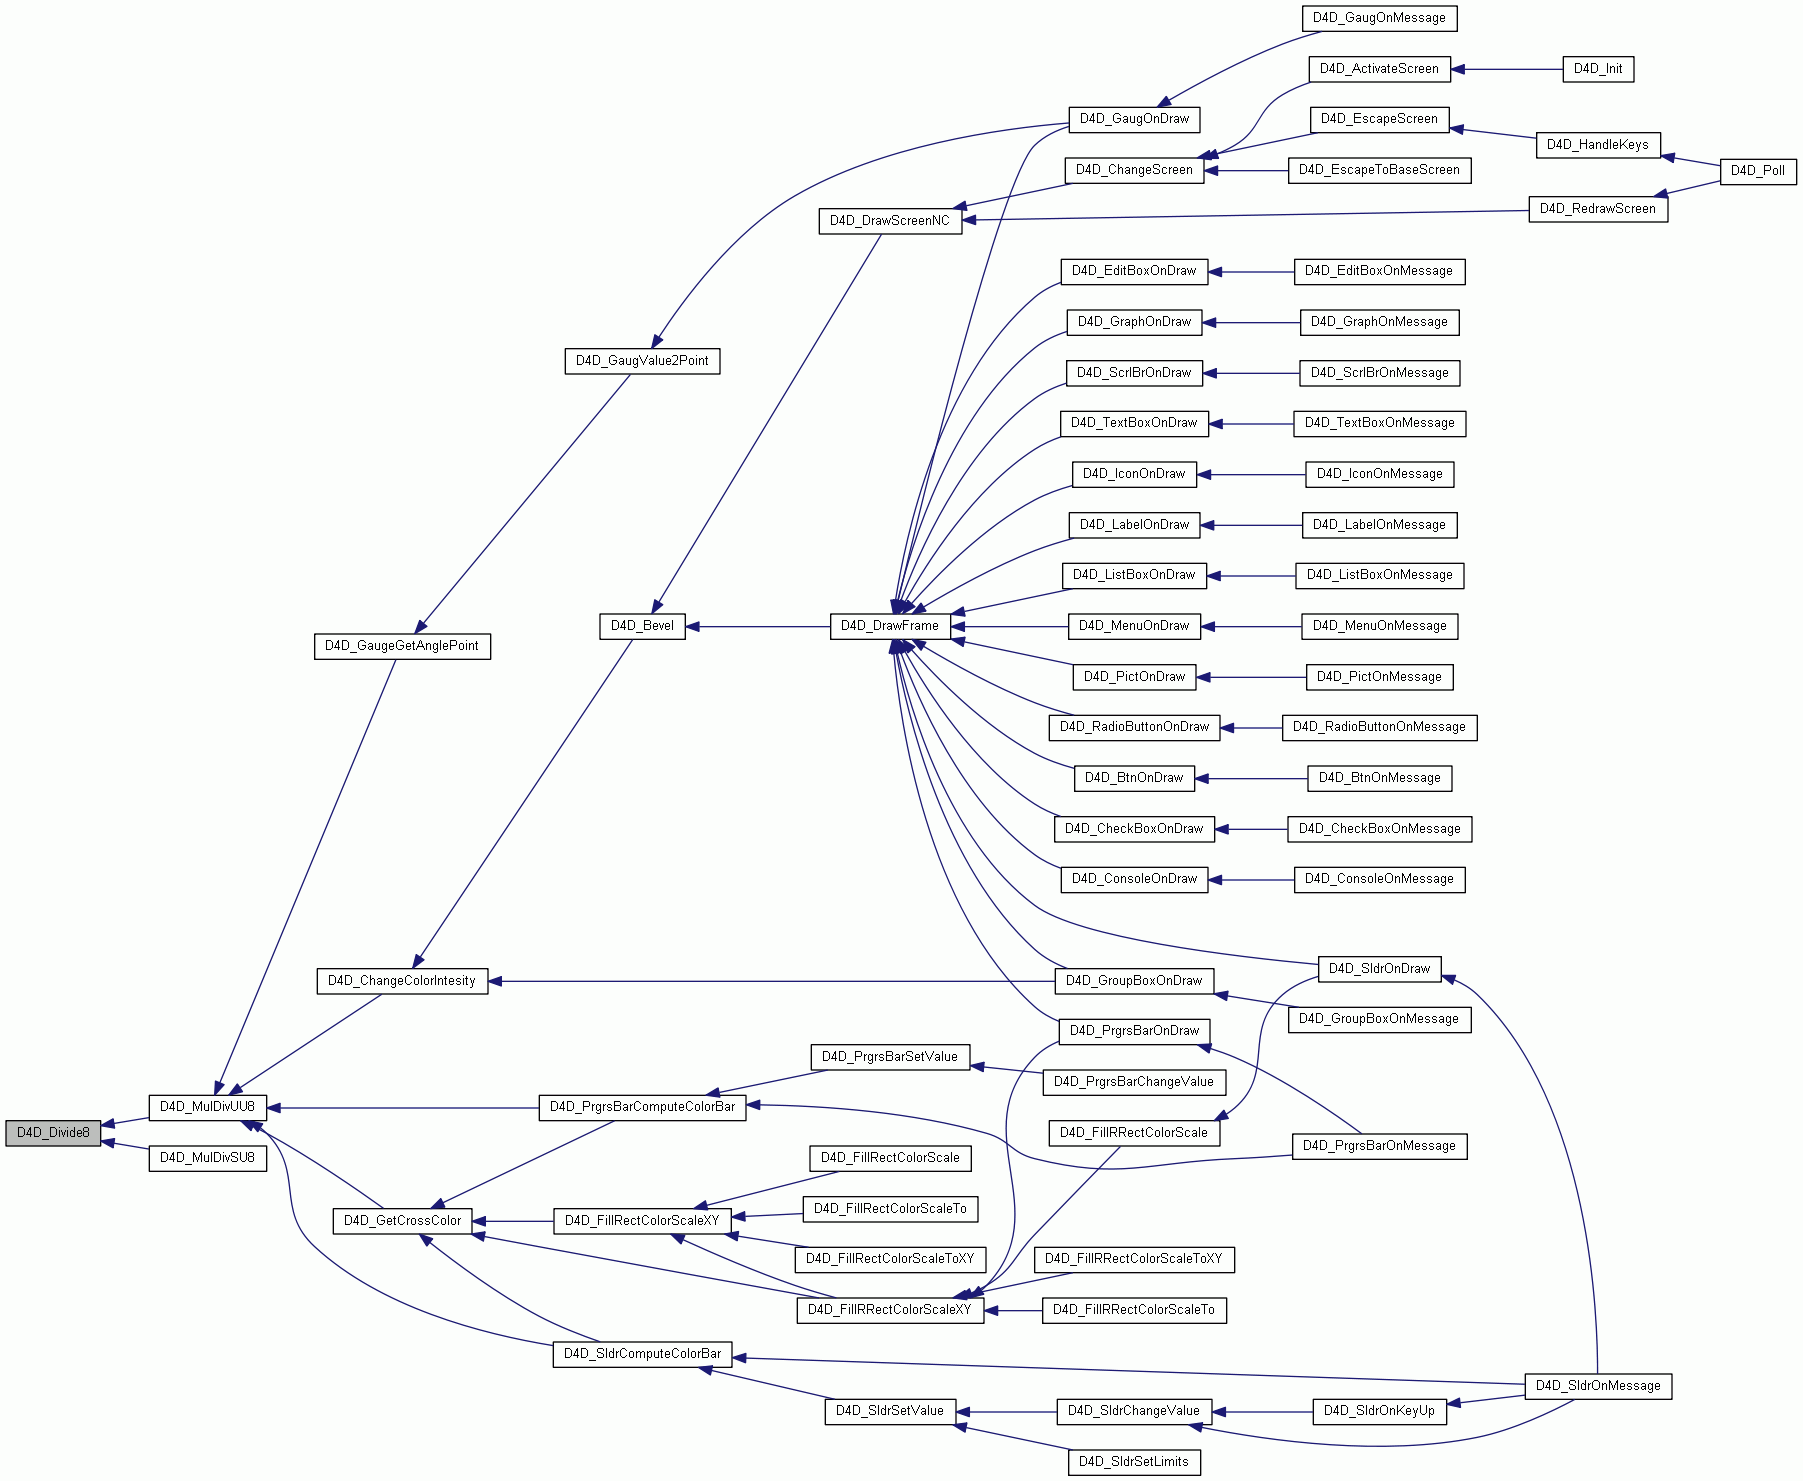 D4D_GaugOnMessage
D4D_ActivateScreen
D4D_Init
D4D_GaugOnDraw
D4D_EscapeScreen
D4D_HandleKeys
D4D_ChangeScreen
D4D_EscapeToBaseScreen
D4D_Poll
D4D_DrawScreenNC
D4D_RedrawScreen
D4D_EditBoxOnDraw
D4D_EditBoxOnMessage
D4D_GraphOnDraw
D4D_GraphOnMessage
D4D_GaugValue2Point
D4D_ScrlBrOnDraw
D4D_ScrlBrOnMessage
D4D_TextBoxOnDraw
D4D_TextBoxOnMessage
D4D_IconOnDraw
D4D_IconOnMessage
D4D_LabelOnDraw
D4D_LabelOnMessage
D4D_ListBoxOnDraw
D4D_ListBoxOnMessage
D4D_Bevel
D4D_DrawFrame
D4D_MenuOnDraw
D4D_MenuOnMessage
D4D_GaugeGetAnglePoint
D4D_PictOnDraw
D4D_PictOnMessage
D4D_RadioButtonOnDraw
D4D_RadioButtonOnMessage
D4D_BtnOnDraw
D4D_BtnOnMessage
D4D_CheckBoxOnDraw
D4D_CheckBoxOnMessage
D4D_ConsoleOnDraw
D4D_ConsoleOnMessage
D4D_SldrOnDraw
D4D_ChangeColorIntesity
D4D_GroupBoxOnDraw
D4D_GroupBoxOnMessage
D4D_PrgrsBarOnDraw
D4D_PrgrsBarSetValue
D4D_PrgrsBarChangeValue
D4D_MulDivUU8
D4D_PrgrsBarComputeColorBar
D4D_Divide8
D4D_FillRRectColorScale
D4D_PrgrsBarOnMessage
D4D_MulDivSU8
D4D_FillRectColorScale
D4D_FillRectColorScaleTo
D4D_GetCrossColor
D4D_FillRectColorScaleXY
D4D_FillRectColorScaleToXY
D4D_FillRRectColorScaleToXY
D4D_FillRRectColorScaleXY
D4D_FillRRectColorScaleTo
D4D_SldrComputeColorBar
D4D_SldrOnMessage
D4D_SldrSetValue
D4D_SldrChangeValue
D4D_SldrOnKeyUp
D4D_SldrSetLimits